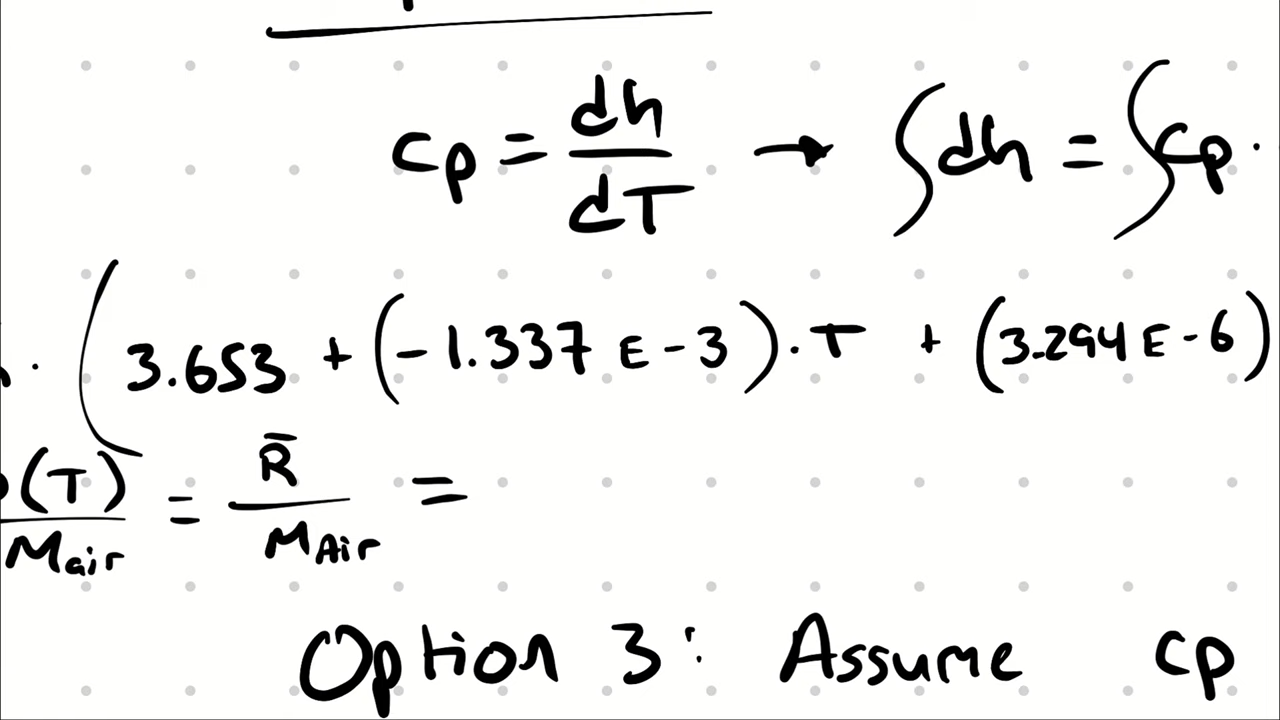 cp = dh/dT → ∫dh = ∫cp ·
· (3.653 + (-1.337 E -3) · T + (3.294 E -6)
(T)/Mair = R̄/MAir =
Option 3: Assume cp